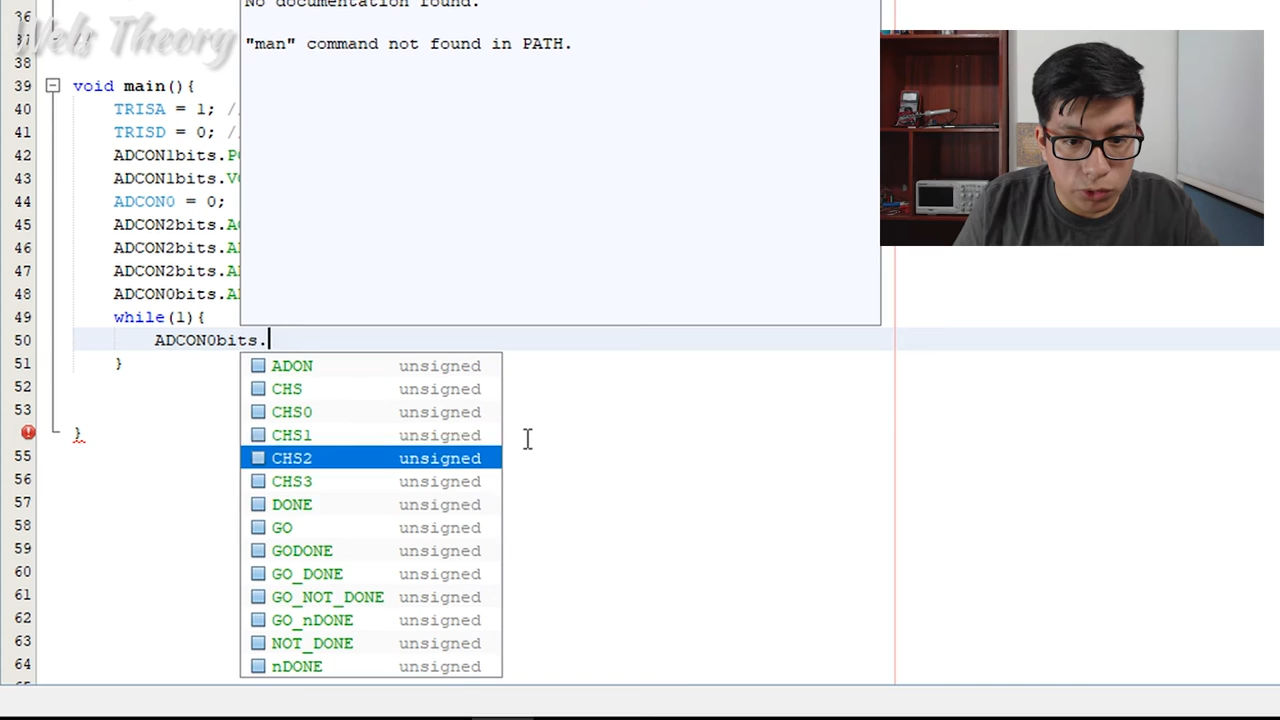 No documentation found.
"man" command not found in PATH.
Wels Theory
36
37
38
39 void main(){
40 TRISA = 1; //
41 TRISD = 0; //
42 ADCON1bits.P
43 ADCON1bits.V
44 ADCON0 = 0;
45 ADCON2bits.A
46 ADCON2bits.A
47 ADCON2bits.A
48 ADCON0bits.A
49 while(1){
50 ADCON0bits.
51 }
52
53
}
55
56
57
58
59
60
61
62
63
64
ADON unsigned
CHS unsigned
CHS0 unsigned
CHS1 unsigned
CHS2 unsigned
CHS3 unsigned
DONE unsigned
GO unsigned
GODONE unsigned
GO_DONE unsigned
GO_NOT_DONE unsigned
GO_nDONE unsigned
NOT_DONE unsigned
nDONE unsigned